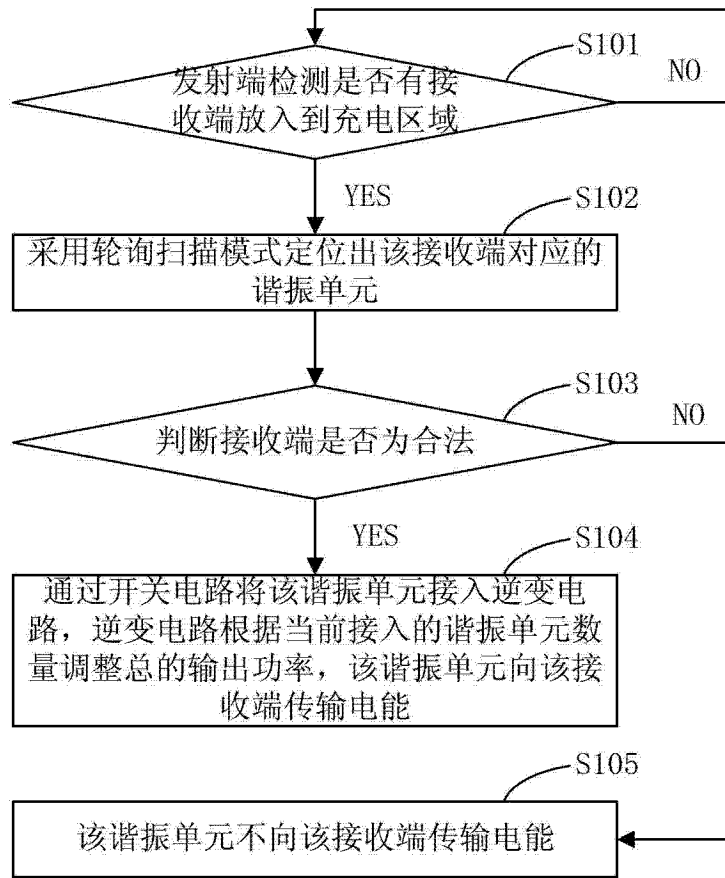 S101
发射端检测是否有接
收端放入到充电区域
NO
YES
S102
采用轮询扫描模式定位出该接收端对应的
谐振单元
S103
判断接收端是否为合法
NO
YES
S104
通过开关电路将该谐振单元接入逆变电
路，逆变电路根据当前接入的谐振单元数
量调整总的输出功率，该谐振单元向该接
收端传输电能
S105
该谐振单元不向该接收端传输电能